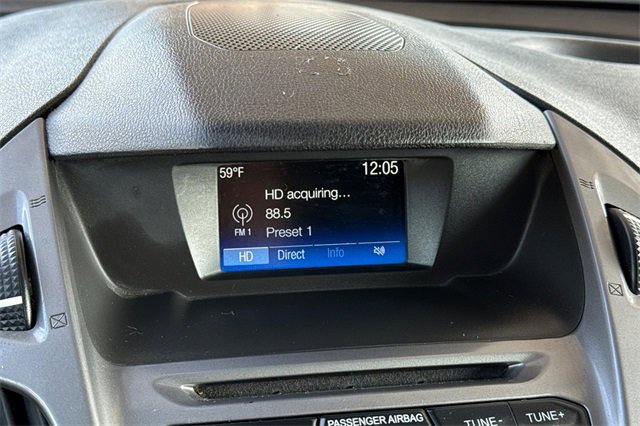 59°F 12:05
HD acquiring...
88.5
FM 1 Preset 1
HD Direct Info
PASSENGER AIRBAG TUNE- TUNE+